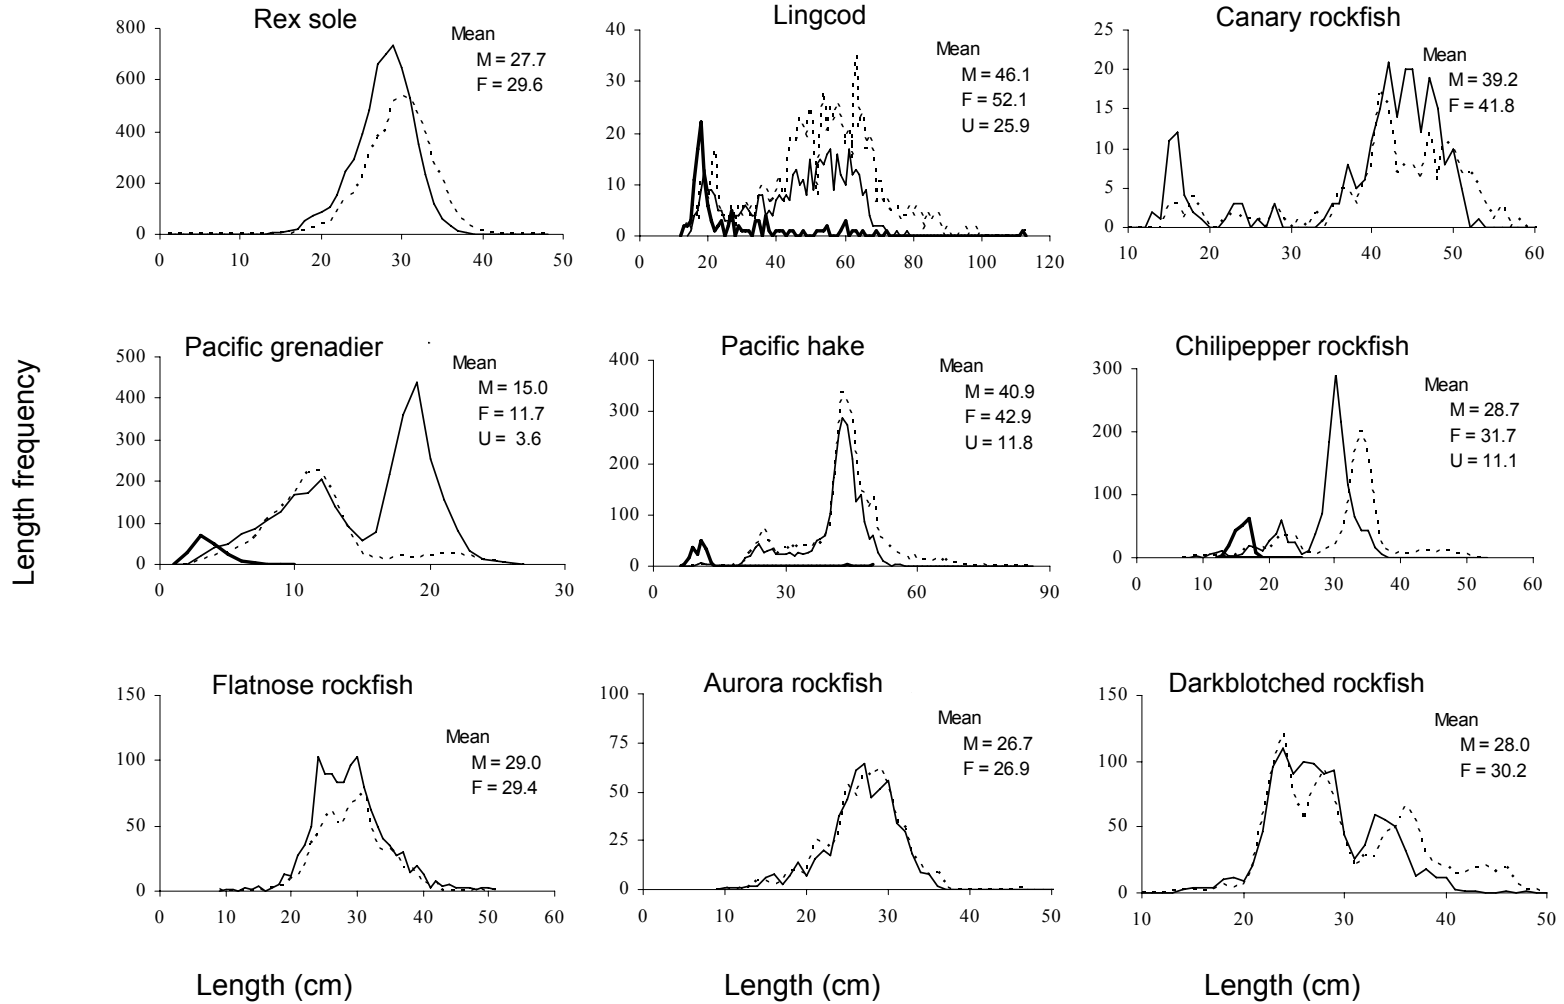 Length frequency
Rex sole
Mean
M = 27.7
F = 29.6
800
600
400
200
0
0 10 20 30 40 50
Lingcod
Mean
M = 46.1
F = 52.1
U = 25.9
40
30
20
10
0
0 20 40 60 80 100 120
Canary rockfish
Mean
M = 39.2
F = 41.8
25
20
15
10
5
0
10 20 30 40 50 60
Pacific grenadier
Mean
M = 15.0
F = 11.7
U = 3.6
500
400
300
200
100
0
0 10 20 30
Pacific hake
Mean
M = 40.9
F = 42.9
U = 11.8
400
300
200
100
0
0 30 60 90
Chilipepper rockfish
Mean
M = 28.7
F = 31.7
U = 11.1
300
200
100
0
0 10 20 30 40 50 60
Flatnose rockfish
Mean
M = 29.0
F = 29.4
150
100
50
0
0 10 20 30 40 50 60
Aurora rockfish
Mean
M = 26.7
F = 26.9
100
75
50
25
0
0 10 20 30 40 50
Darkblotched rockfish
Mean
M = 28.0
F = 30.2
150
100
50
0
10 20 30 40 50
Length (cm)
Length (cm)
Length (cm)